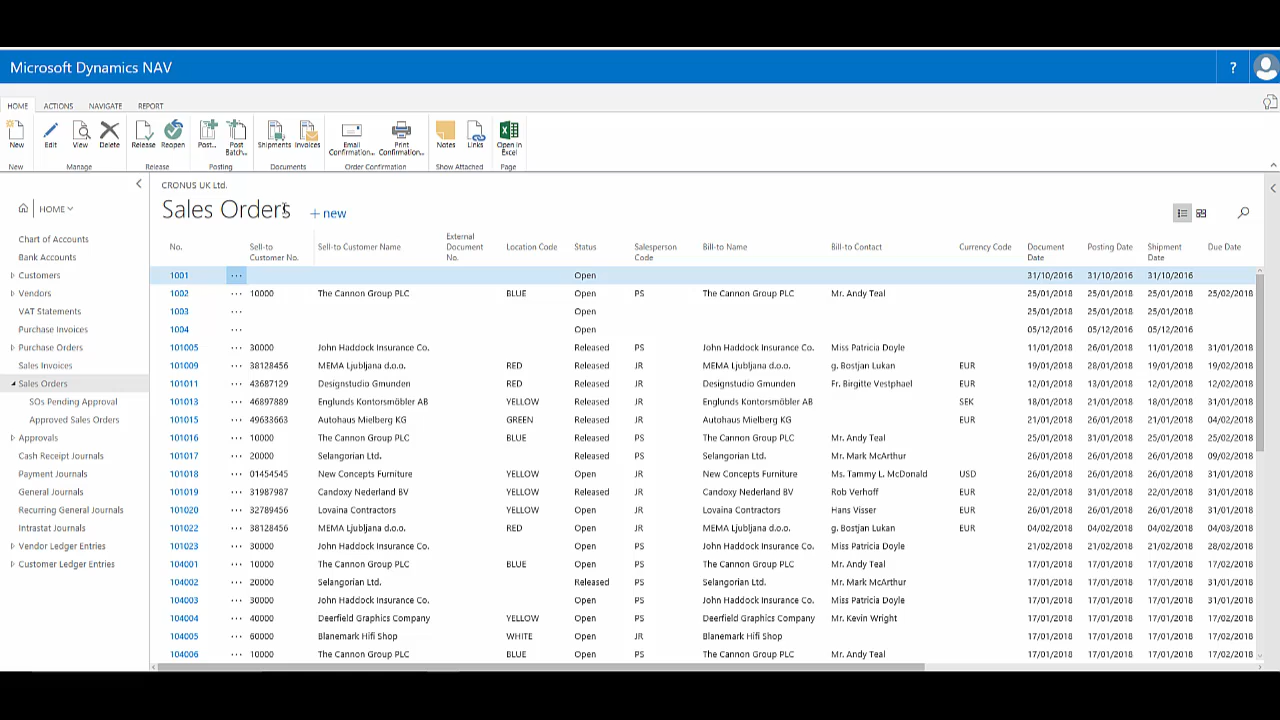 Microsoft Dynamics NAV ?
HOME ACTIONS NAVIGATE REPORT
New Edit View Delete Release Reopen Post... Post Batch... Shipments Invoices Email Confirmation... Print Confirmation... Notes Links Open in Excel
New Manage Release Posting Documents Order Confirmation Show Attached Page
CRONUS UK Ltd.
Sales Orders + new
HOME
Chart of Accounts
Bank Accounts
Customers
Vendors
VAT Statements
Purchase Invoices
Purchase Orders
Sales Invoices
Sales Orders
SOs Pending Approval
Approved Sales Orders
Approvals
Cash Receipt Journals
Payment Journals
General Journals
Recurring General Journals
Intrastat Journals
Vendor Ledger Entries
Customer Ledger Entries
No. Sell-to Customer No. Sell-to Customer Name External Document No. Location Code Status Salesperson Code Bill-to Name Bill-to Contact Currency Code Document Date Posting Date Shipment Date Due Date
1001 ... Open 31/10/2016 31/10/2016 31/10/2016
1002 ... 10000 The Cannon Group PLC BLUE Open PS The Cannon Group PLC Mr. Andy Teal 25/01/2018 25/01/2018 25/01/2018 25/02/2018
1003 ... Open 25/01/2018 25/01/2018 25/01/2018
1004 ... Open 05/12/2016 05/12/2016 05/12/2016
101005 ... 30000 John Haddock Insurance Co. Released PS John Haddock Insurance Co. Miss Patricia Doyle 11/01/2018 26/01/2018 11/01/2018 31/01/2018
101009 ... 38128456 MEMA Ljubljana d.o.o. RED Released JR MEMA Ljubljana d.o.o. g. Bostjan Lukan EUR 19/01/2018 28/01/2018 19/01/2018 19/02/2018
101011 ... 43687129 Designstudio Gmunden Released JR Designstudio Gmunden Fr. Birgitte Vestphael EUR 12/01/2018 13/01/2018 12/01/2018 12/02/2018
101013 ... 46897889 Englunds Kontorsmöbler AB YELLOW Released JR Englunds Kontorsmöbler AB SEK 18/01/2018 21/01/2018 18/01/2018 31/01/2018
101015 ... 49633663 Autohaus Mielberg KG GREEN Released JR Autohaus Mielberg KG EUR 21/01/2018 26/01/2018 21/01/2018 04/02/2018
101016 ... 10000 The Cannon Group PLC BLUE Released PS The Cannon Group PLC Mr. Andy Teal 25/01/2018 31/01/2018 25/01/2018 25/02/2018
101017 ... 20000 Selangorian Ltd. Released PS Selangorian Ltd. Mr. Mark McArthur 26/01/2018 26/01/2018 26/01/2018 09/02/2018
101018 ... 01454545 New Concepts Furniture YELLOW Open JR New Concepts Furniture Ms. Tammy L. McDonald USD 26/01/2018 26/01/2018 26/01/2018 31/01/2018
101019 ... 31987987 Candoxy Nederland BV YELLOW Released JR Candoxy Nederland BV Rob Verhoff EUR 22/01/2018 31/01/2018 22/01/2018 31/01/2018
101020 ... 32789456 Lovaina Contractors YELLOW Open JR Lovaina Contractors Hans Visser EUR 26/01/2018 26/01/2018 26/01/2018 31/01/2018
101022 ... 38128456 MEMA Ljubljana d.o.o. RED Open JR MEMA Ljubljana d.o.o. g. Bostjan Lukan EUR 04/02/2018 04/02/2018 04/02/2018 04/03/2018
101023 ... 30000 John Haddock Insurance Co. Open PS John Haddock Insurance Co. Miss Patricia Doyle 21/02/2018 21/02/2018 21/02/2018 28/02/2018
104001 ... 10000 The Cannon Group PLC BLUE Open PS The Cannon Group PLC Mr. Andy Teal 17/01/2018 17/01/2018 17/01/2018 17/02/2018
104002 ... 20000 Selangorian Ltd. Released PS Selangorian Ltd. Mr. Mark McArthur 17/01/2018 17/01/2018 17/01/2018 31/01/2018
104003 ... 30000 John Haddock Insurance Co. Open PS John Haddock Insurance Co. Miss Patricia Doyle 17/01/2018 17/01/2018 17/01/2018 31/01/2018
104004 ... 40000 Deerfield Graphics Company YELLOW Open PS Deerfield Graphics Company Mr. Kevin Wright 17/01/2018 17/01/2018 17/01/2018 17/02/2018
104005 ... 60000 Blanemark Hifi Shop WHITE Open JR Blanemark Hifi Shop 17/01/2018 17/01/2018 17/01/2018 17/02/2018
104006 ... 10000 The Cannon Group PLC BLUE Open PS The Cannon Group PLC Mr. Andy Teal 17/01/2018 17/01/2018 17/01/2018 17/02/2018